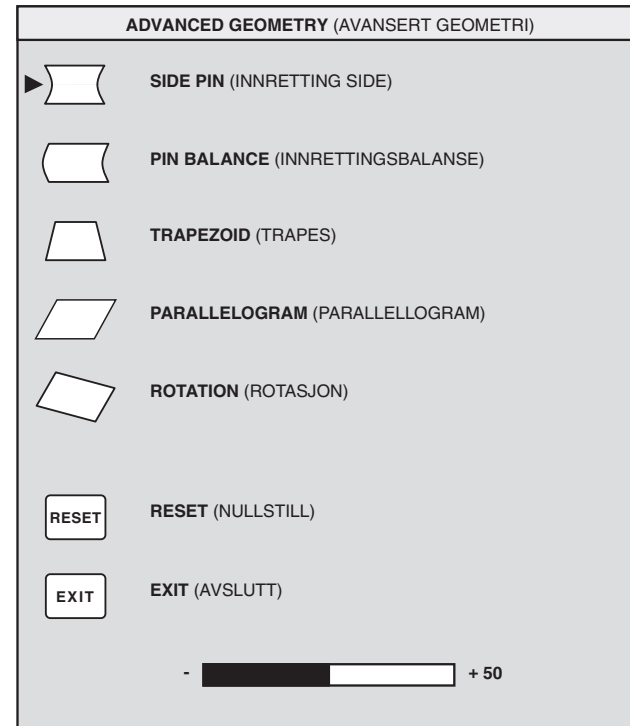 ADVANCED GEOMETRY (AVANSERT GEOMETRI)
SIDE PIN (INNRETTING SIDE)
PIN BALANCE (INNRETTINGSBALANSE)
TRAPEZOID (TRAPES)
PARALLELOGRAM (PARALLELLOGRAM)
ROTATION (ROTASJON)
RESET RESET (NULLSTILL)
EXIT EXIT (AVSLUTT)
- + 50